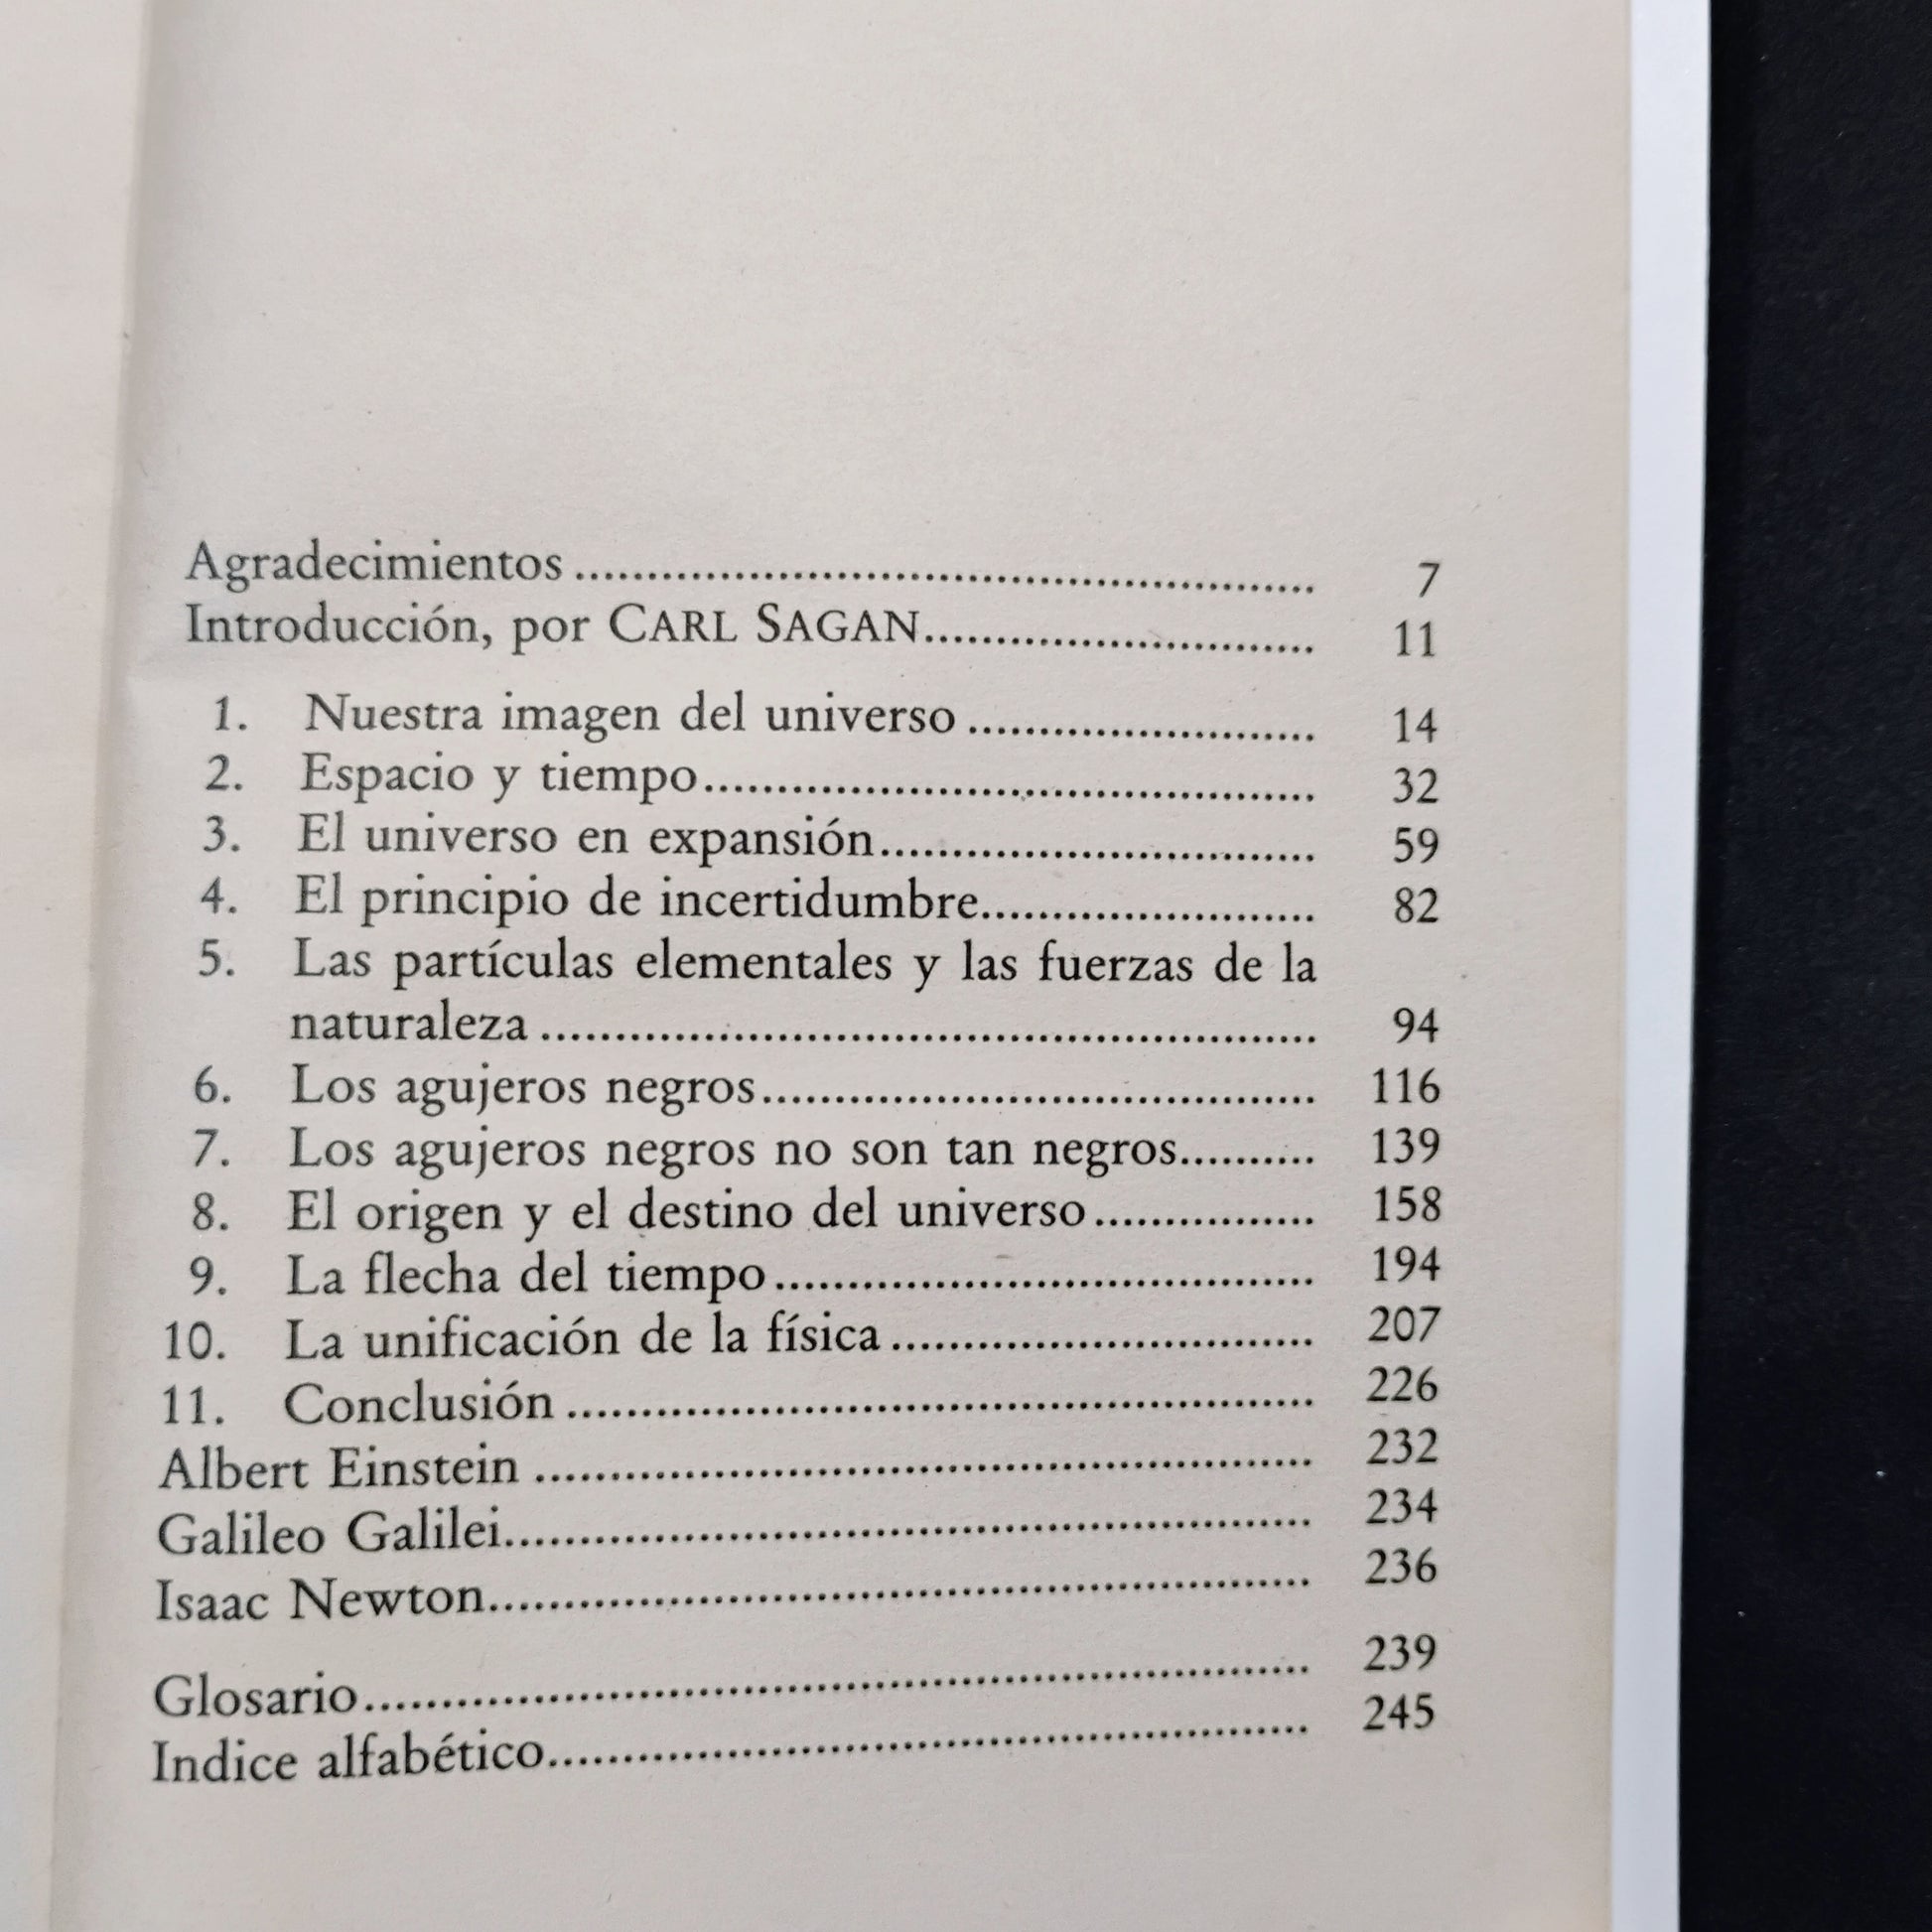 Agradecimientos ........................................................ 7
Introducción, por CARL SAGAN.............................. 11
1. Nuestra imagen del universo .......................... 14
2. Espacio y tiempo.............................................. 32
3. El universo en expansión................................. 59
4. El principio de incertidumbre......................... 82
5. Las partículas elementales y las fuerzas de la
naturaleza .......................................................... 94
6. Los agujeros negros.......................................... 116
7. Los agujeros negros no son tan negros.......... 139
8. El origen y el destino del universo ................ 158
9. La flecha del tiempo ......................................... 194
10. La unificación de la física ................................ 207
11. Conclusión ........................................................ 226
Albert Einstein .......................................................... 232
Galileo Galilei............................................................ 234
Isaac Newton............................................................. 236
Glosario...................................................................... 239
Indice alfabético......................................................... 245